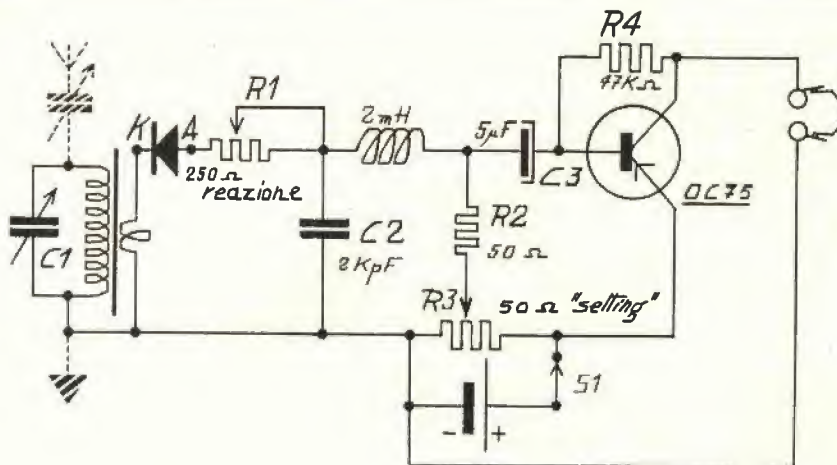 R4
47KΩ
R1
2mH
5µF
K A
250Ω
reazione
C3
OC75
C1
C2
2KpF
R2
50Ω
R3
50Ω "setting"
S1
- +